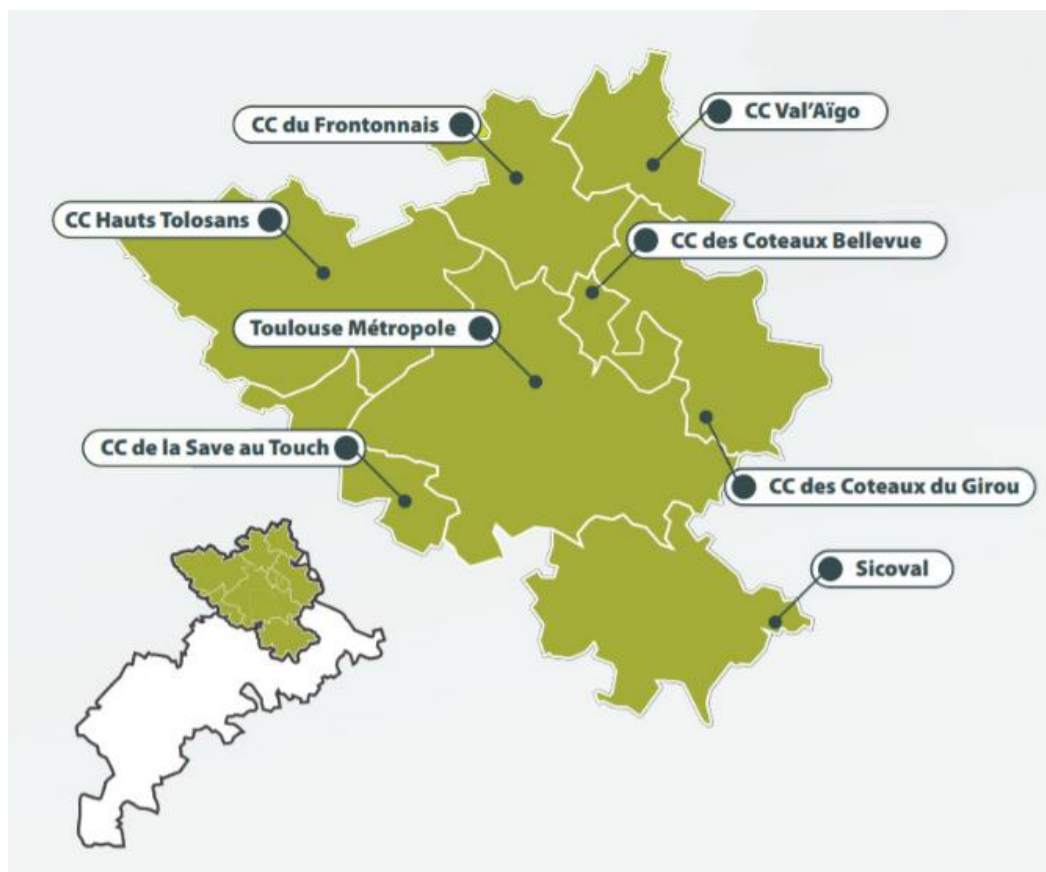 CC Val'Aïgo
CC du Frontonnais
CC Hauts Tolosans
CC des Coteaux Bellevue
Toulouse Métropole
CC de la Save au Touch
CC des Coteaux du Girou
Sicoval